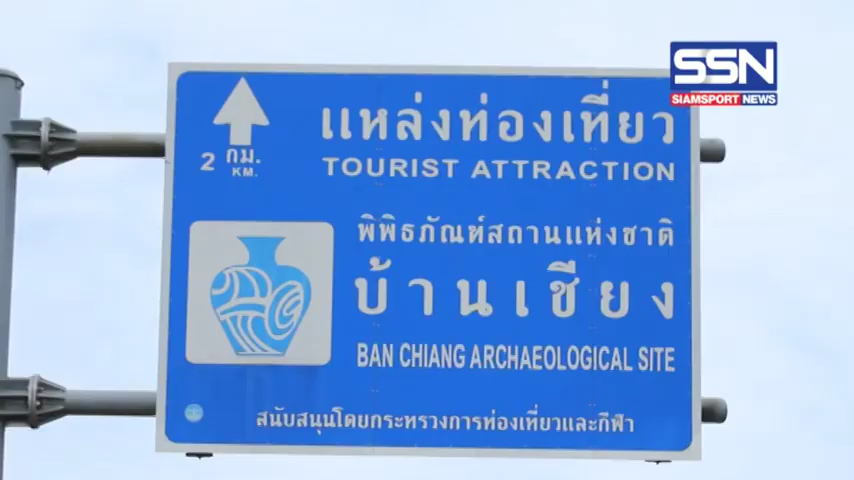 SSN
SIAMSPORT NEWS
แหล่งท่องเที่ยว
2 กม.
KM.
TOURIST ATTRACTION
พิพิธภัณฑ์สถานแห่งชาติ
บ้านเชียง
BAN CHIANG ARCHAEOLOGICAL SITE
สนับสนุนโดยกระทรวงการท่องเที่ยวและกีฬา